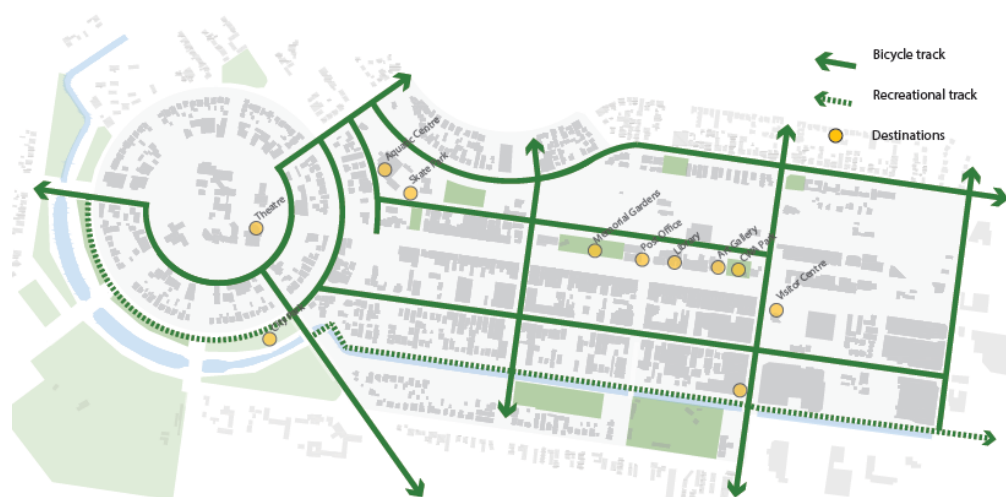 Bicycle track
Recreational track
Destinations
Aquatic Centre
Skate Park
Theatre
Memorial Gardens
Post Office
Library
Art Gallery
Civic Park
Visitor Centre